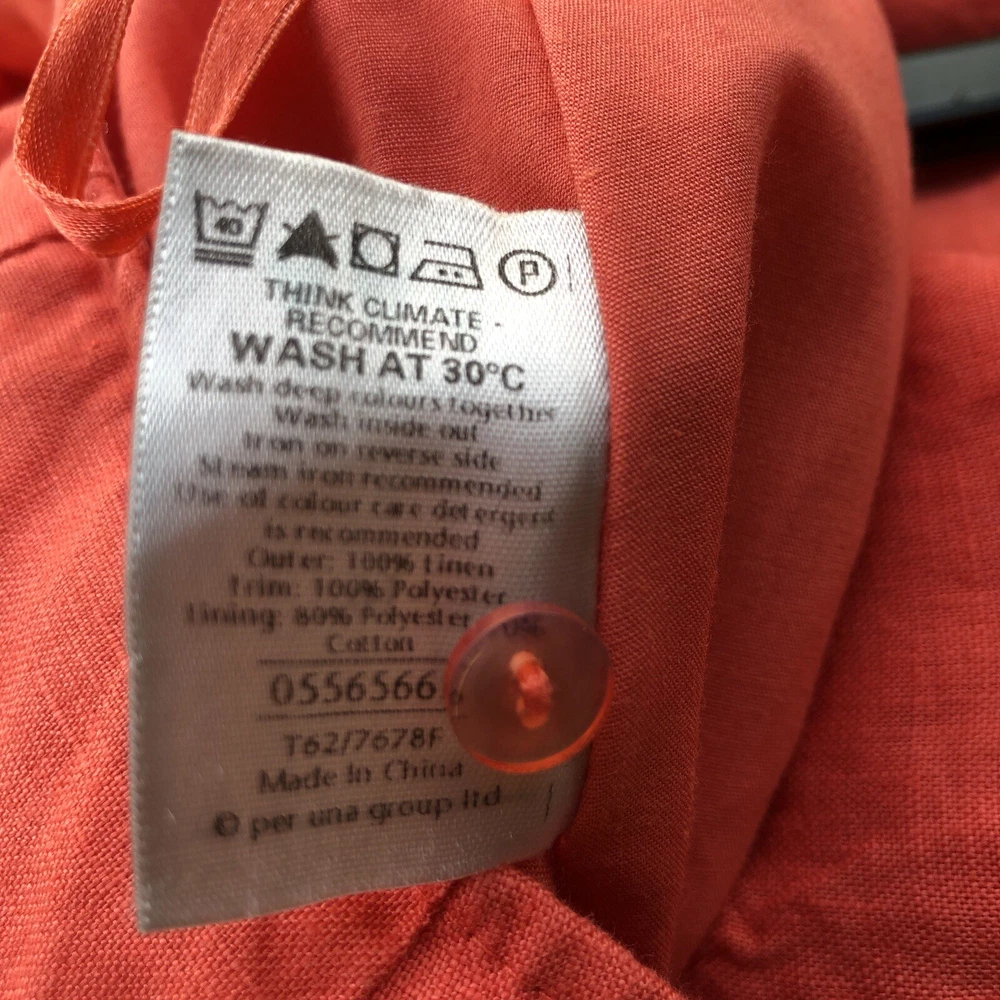 40 P
THINK CLIMATE -
RECOMMEND
WASH AT 30°C
Wash deep colours together
Wash inside out
Iron on reverse side
Steam iron recommended
Use of colour care detergent
is recommended
Outer: 100% Linen
Trim: 100% Polyester
Lining: 80% Polyester
Cotton
0556566
T62/7678F
Made In China
© per una group ltd